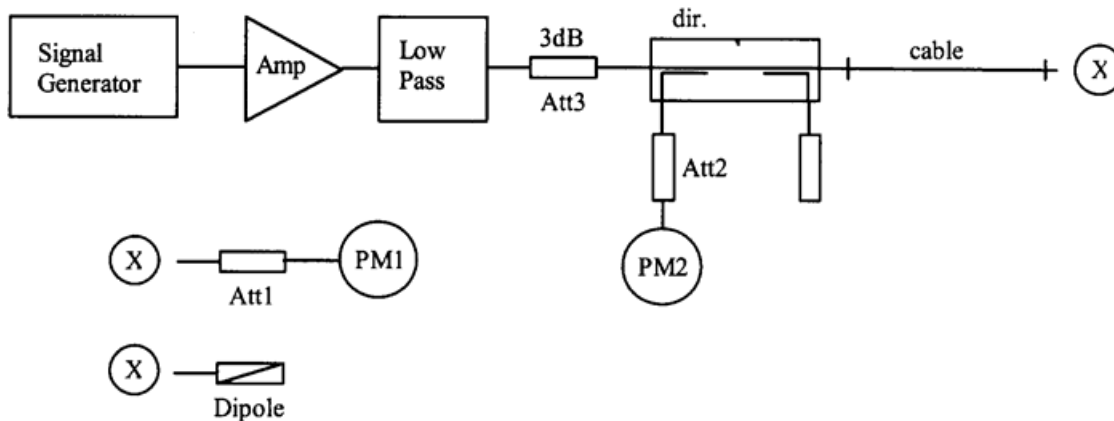 dir.
Signal
Generator
Amp
Low
Pass
3dB
Att3
cable
X
Att2
PM2
X
Att1
PM1
X
Dipole